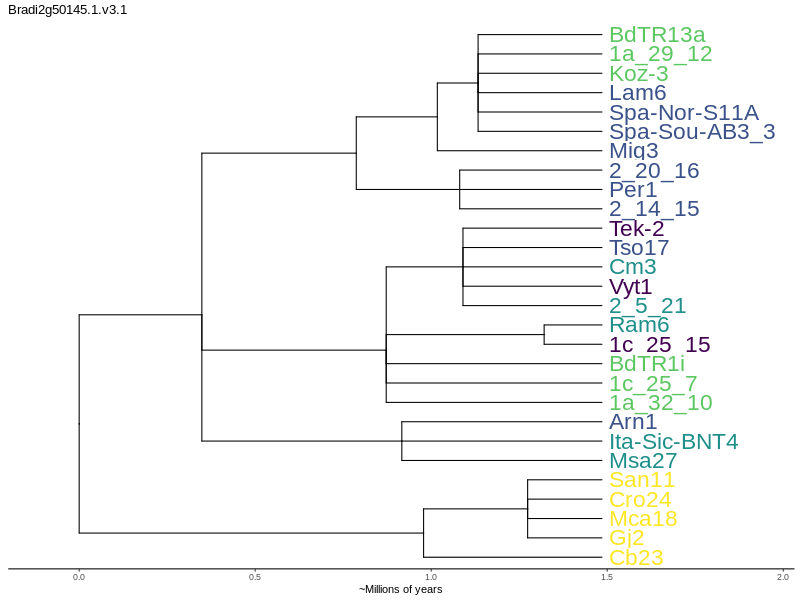 Bradi2g50145.1.v3.1
BdTR13a
1a_29_12
Koz-3
Lam6
Spa-Nor-S11A
Spa-Sou-AB3_3
Mig3
2_20_16
Per1
2_14_15
Tek-2
Tso17
Cm3
Vyt1
2_5_21
Ram6
1c_25_15
BdTR1i
1c_25_7
1a_32_10
Arn1
Ita-Sic-BNT4
Msa27
San11
Cro24
Mca18
Gj2
Cb23
0.0 0.5 1.0 1.5 2.0
~Millions of years